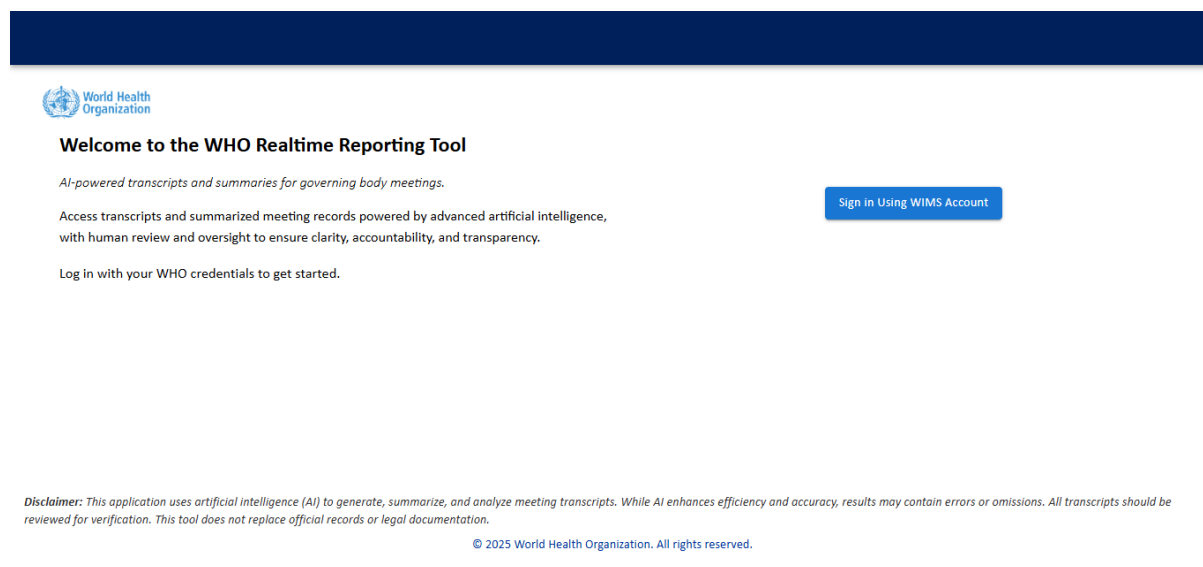 World Health
Organization
Welcome to the WHO Realtime Reporting Tool
AI-powered transcripts and summaries for governing body meetings.
Sign in Using WIMS Account
Access transcripts and summarized meeting records powered by advanced artificial intelligence,
with human review and oversight to ensure clarity, accountability, and transparency.
Log in with your WHO credentials to get started.
Disclaimer: This application uses artificial intelligence (AI) to generate, summarize, and analyze meeting transcripts. While AI enhances efficiency and accuracy, results may contain errors or omissions. All transcripts should be
reviewed for verification. This tool does not replace official records or legal documentation.
© 2025 World Health Organization. All rights reserved.